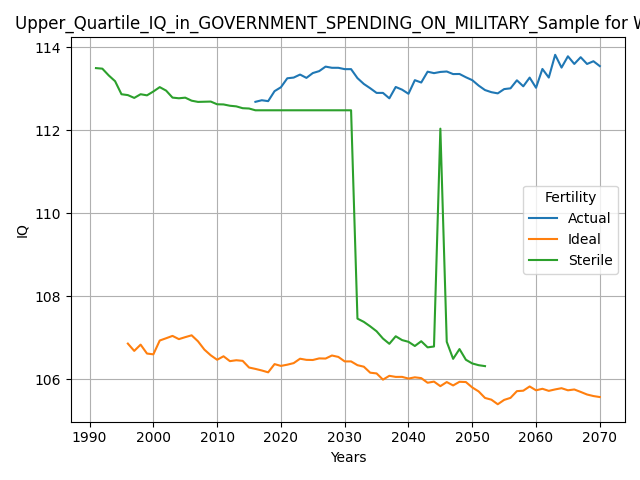 Upper_Quartile_IQ_in_GOVERNMENT_SPENDING_ON_MILITARY_Sample for
114
112
110
108
106
IQ
Fertility
Actual
Ideal
Sterile
1990 2000 2010 2020 2030 2040 2050 2060 2070
Years